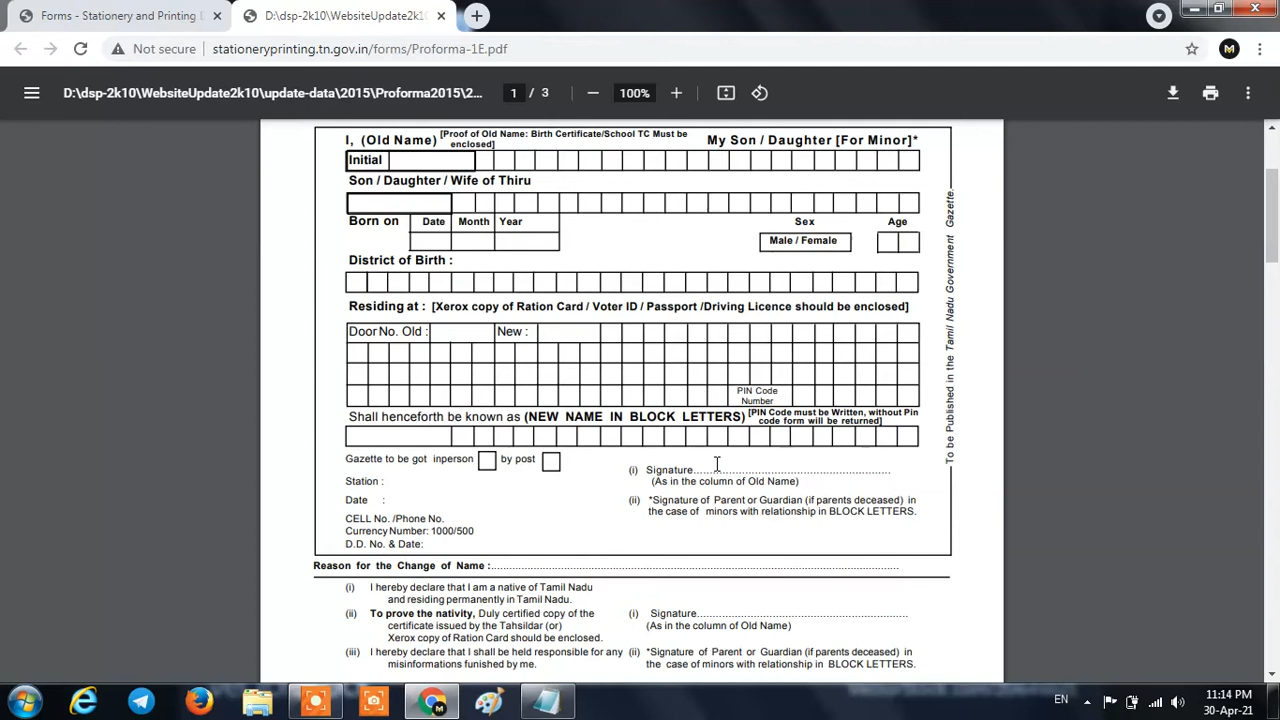 Forms - Stationery and Printing D
D:\dsp-2k10\WebsiteUpdate2k10\
Not secure
stationeryprinting.tn.gov.in/forms/Proforma-1E.pdf
M
D:\dsp-2k10\WebsiteUpdate2k10\update-data\2015\Proforma2015\2...
1 / 3
100%
I, (Old Name) [Proof of Old Name: Birth Certificate/School TC Must be enclosed] My Son / Daughter [For Minor]*
Initial
Son / Daughter / Wife of Thiru
Born on Date Month Year Sex Age
Male / Female
District of Birth :
Residing at : [Xerox copy of Ration Card / Voter ID / Passport /Driving Licence should be enclosed]
Door No. Old : New :
PIN Code
Number
Shall henceforth be known as (NEW NAME IN BLOCK LETTERS) [PIN Code must be Written, without Pin code form will be returned]
To be Published in the Tamil Nadu Government Gazette.
Gazette to be got inperson by post
(i) Signature...............................................................
Station : (As in the column of Old Name)
Date :
(ii) *Signature of Parent or Guardian (if parents deceased) in
the case of minors with relationship in BLOCK LETTERS.
CELL No. /Phone No.
Currency Number: 1000/500
D.D. No. & Date:
Reason for the Change of Name :..........................................................................................................................
(i) I hereby declare that I am a native of Tamil Nadu
and residing permanently in Tamil Nadu.
(ii) To prove the nativity, Duly certified copy of the
certificate issued by the Tahsildar (or)
Xerox copy of Ration Card should be enclosed.
(i) Signature...................................................................
(As in the column of Old Name)
(iii) I hereby declare that I shall be held responsible for any
misinformations funished by me.
(ii) *Signature of Parent or Guardian (if parents deceased) in
the case of minors with relationship in BLOCK LETTERS.
M
EN
11:14 PM
30-Apr-21